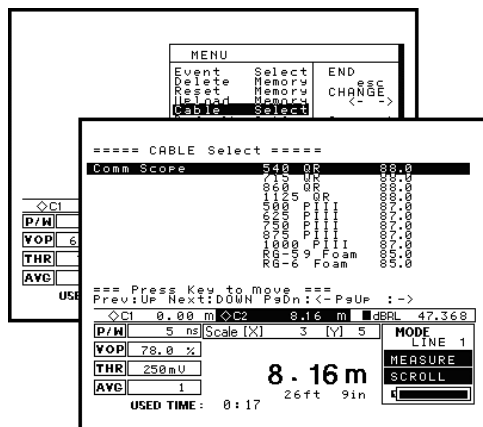 MENU
Event Select END
Delete Memory esc
Reset Memory CHANGE
Upload Memory <- ->
Cable Select
◇C1
P/W
VOP 6
THR
AVG
USE
===== CABLE Select =====
Comm Scope 540 QR 88.0
715 QR 88.0
860 QR 88.0
1125 QR 88.0
500 PIII 87.0
625 PIII 87.0
750 PIII 87.0
875 PIII 87.0
1000 PIII 87.0
RG-59 Foam 85.0
RG-6 Foam 85.0
=== Press Key to move ===
Prev:UP Next:DOWN PgDn:<-PgUp :->
◇C1 0.00 m ◇C2 8.16 m ■dBRL 47.368
P/W 5 ns Scale [X] 3 [Y] 5 MODE
LINE 1
VOP 78.0 %
MEASURE
THR 250mV 8.16m SCROLL
AVG 1 26ft 9in
USED TIME: 0:17